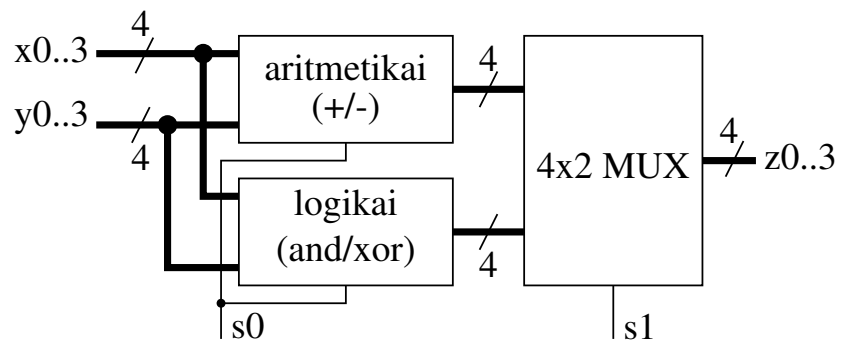 x0..3
4
y0..3
4
aritmetikai
(+/-)
4
logikai
(and/xor)
4
4x2 MUX
4
z0..3
s0
s1